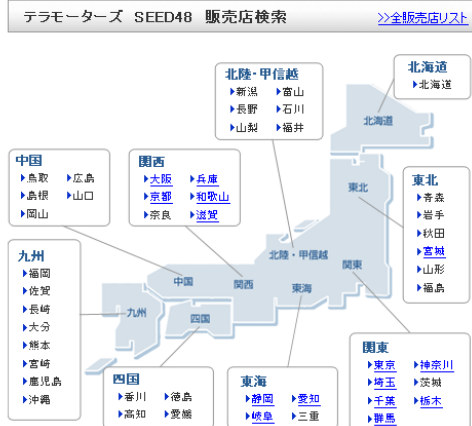 テラモーターズ SEED48 販売店検索 >>全販売店リスト
北海道
北海道
北陸・甲信越
新潟 富山
長野 石川
山梨 福井
北海道
中国
鳥取 広島
島根 山口
岡山
関西
大阪 兵庫
京都 和歌山
奈良 滋賀
東北
青森
岩手
秋田
宮城
山形
福島
東北
北陸・甲信越
関東
中国
関西
東海
九州
四国
九州
福岡
佐賀
長崎
大分
熊本
宮崎
鹿児島
沖縄
四国
香川 徳島
高知 愛媛
東海
静岡 愛知
岐阜 三重
関東
東京 神奈川
埼玉 茨城
千葉 栃木
群馬